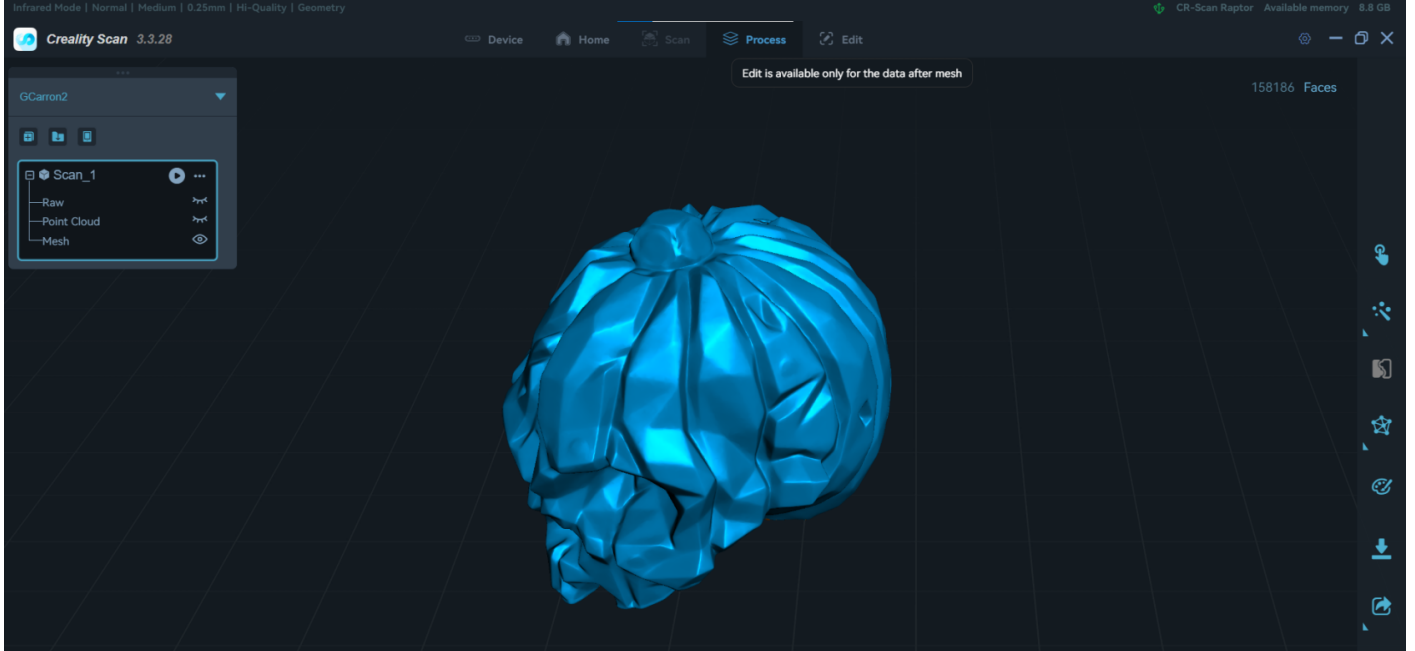 Infrared Mode | Normal | Medium | 0.25mm | Hi-Quality | Geometry
CR-Scan Raptor Available memory 8.8 GB
Creality Scan 3.3.28
Device Home Scan Process Edit
Edit is available only for the data after mesh
GCarron2
158186 Faces
Scan_1
Raw
Point Cloud
Mesh